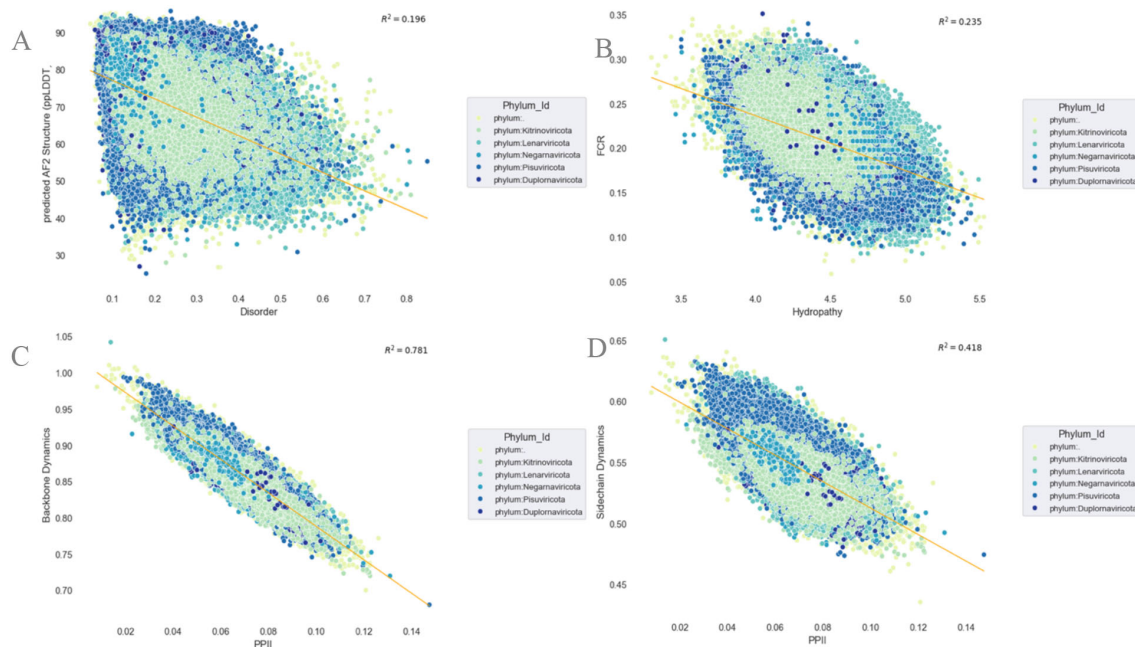 A
R² = 0.196
predicted AF2 Structure (ppLDDT,
90
80
70
60
50
40
30
0.1 0.2 0.3 0.4 0.5 0.6 0.7 0.8
Disorder
Phylum_Id
phylum:.
phylum:Kitrinoviricota
phylum:Lenarviricota
phylum:Negarnaviricota
phylum:Pisuviricota
phylum:Duplornaviricota
B
R² = 0.235
FCR
0.35
0.30
0.25
0.20
0.15
0.10
0.05
3.5 4.0 4.5 5.0 5.5
Hydropathy
Phylum_Id
phylum:.
phylum:Kitrinoviricota
phylum:Lenarviricota
phylum:Negarnaviricota
phylum:Pisuviricota
phylum:Duplornaviricota
C
R² = 0.781
Backbone Dynamics
1.05
1.00
0.95
0.90
0.85
0.80
0.75
0.70
0.02 0.04 0.06 0.08 0.10 0.12 0.14
PPII
Phylum_Id
phylum:.
phylum:Kitrinoviricota
phylum:Lenarviricota
phylum:Negarnaviricota
phylum:Pisuviricota
phylum:Duplornaviricota
D
R² = 0.418
Sidechain Dynamics
0.65
0.60
0.55
0.50
0.45
0.02 0.04 0.06 0.08 0.10 0.12 0.14
PPII
Phylum_Id
phylum:.
phylum:Kitrinoviricota
phylum:Lenarviricota
phylum:Negarnaviricota
phylum:Pisuviricota
phylum:Duplornaviricota